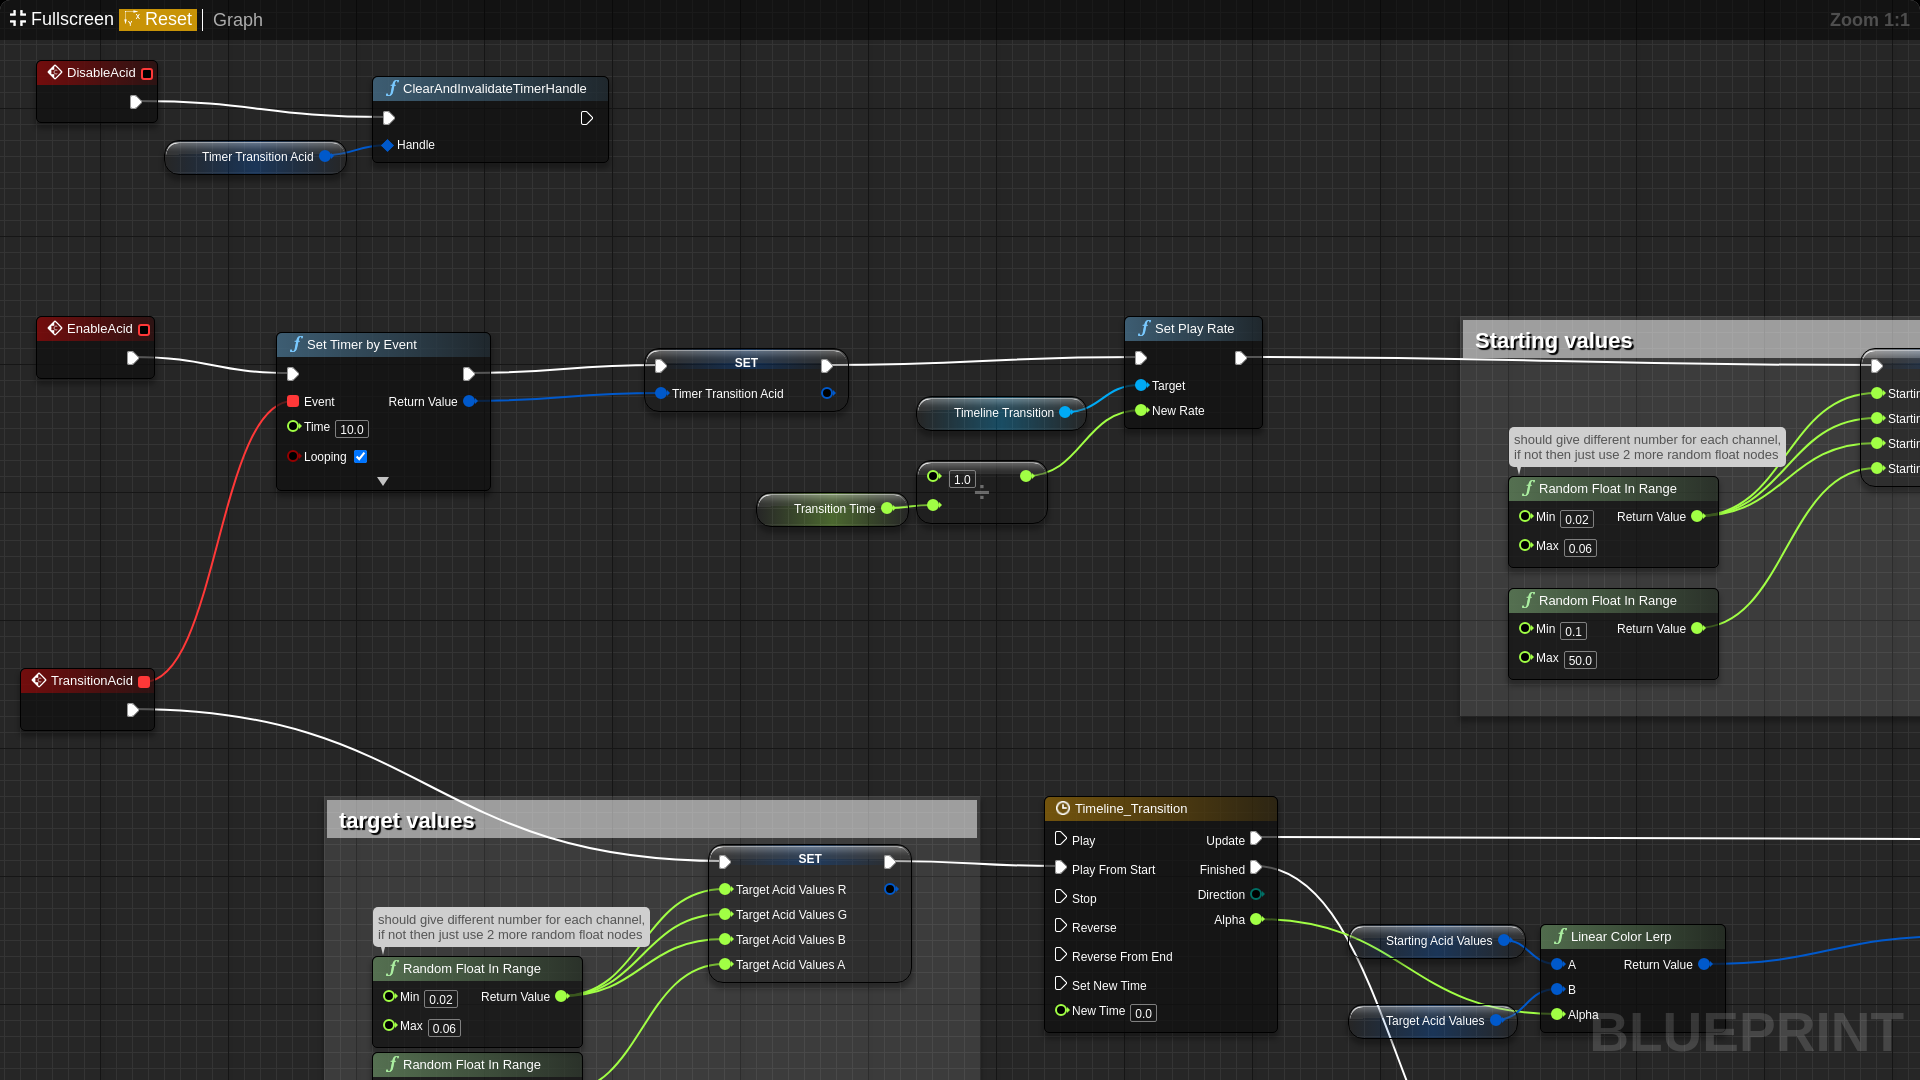 Fullscreen Reset Graph
Zoom 1:1
DisableAcid
ClearAndInvalidateTimerHandle
Handle
Timer Transition Acid
EnableAcid
Set Timer by Event
Event Return Value
Time 10.0
Looping
SET
Timer Transition Acid
Set Play Rate
Target
New Rate
Timeline Transition
1.0
÷
Transition Time
Starting values
Startin
Startin
Startin
Startin
should give different number for each channel,
if not then just use 2 more random float nodes
Random Float In Range
Min 0.02 Return Value
Max 0.06
Random Float In Range
Min 0.1 Return Value
Max 50.0
TransitionAcid
target values
SET
Target Acid Values R
Target Acid Values G
Target Acid Values B
Target Acid Values A
should give different number for each channel,
if not then just use 2 more random float nodes
Random Float In Range
Min 0.02 Return Value
Max 0.06
Random Float In Range
Timeline_Transition
Play Update
Play From Start Finished
Stop Direction
Alpha
Reverse
Reverse From End
Set New Time
New Time 0.0
Starting Acid Values
Target Acid Values
Linear Color Lerp
A Return Value
B
Alpha
BLUEPRINT